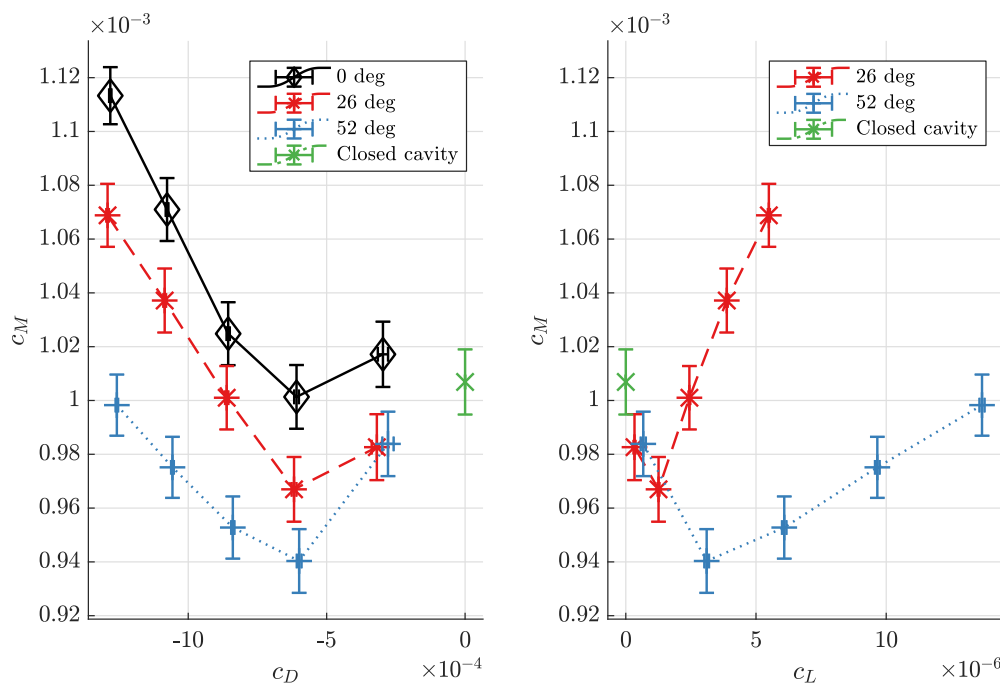 ×10⁻³
1.12
1.1
1.08
1.06
1.04
1.02
1
0.98
0.96
0.94
0.92
c_M
-10
-5
0
×10⁻⁴
c_D
0 deg
26 deg
52 deg
Closed cavity
×10⁻³
1.12
1.1
1.08
1.06
1.04
1.02
1
0.98
0.96
0.94
0.92
c_M
0
5
10
×10⁻⁶
c_L
26 deg
52 deg
Closed cavity